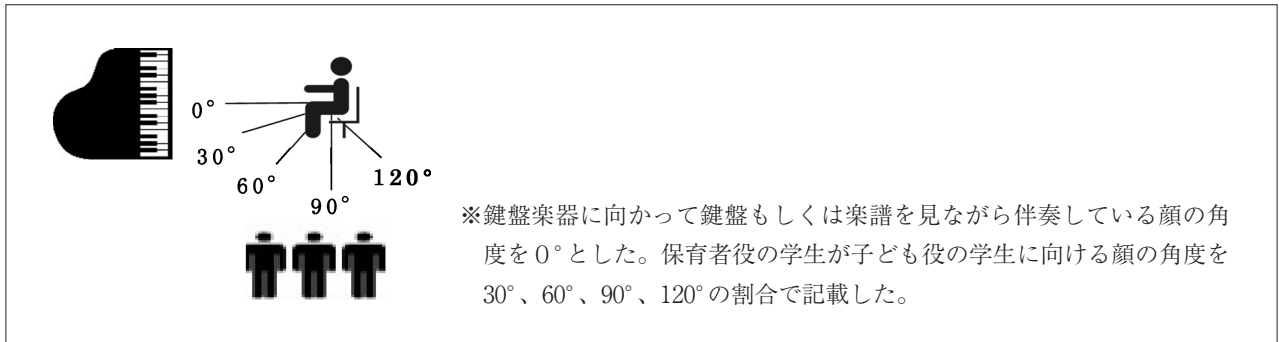 0°
30°
60°
90°
120°
※鍵盤楽器に向かって鍵盤もしくは楽譜を見ながら伴奏している顔の角
度を０°とした。保育者役の学生が子ども役の学生に向ける顔の角度を
30°、60°、90°、120°の割合で記載した。